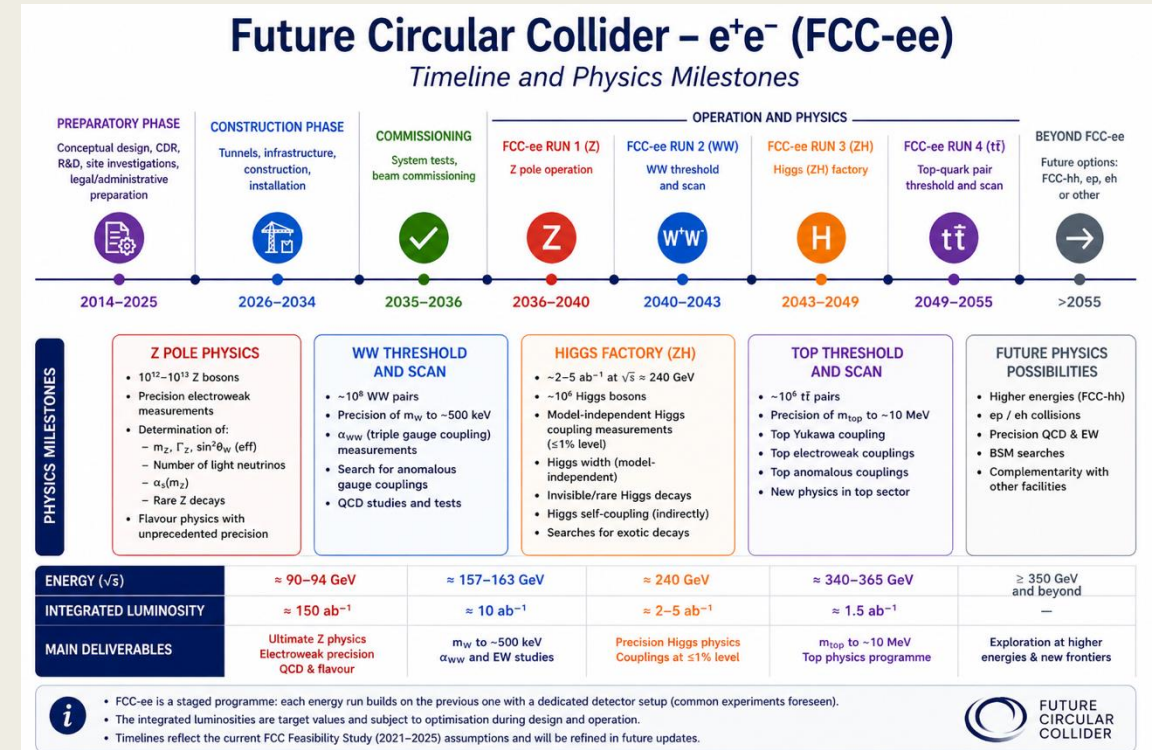 Future Circular Collider – e⁺e⁻ (FCC-ee)
Timeline and Physics Milestones
OPERATION AND PHYSICS
PREPARATORY PHASE
Conceptual design, CDR,
R&D, site investigations,
legal/administrative
preparation
CONSTRUCTION PHASE
Tunnels, infrastructure,
construction,
installation
COMMISSIONING
System tests,
beam commissioning
FCC-ee RUN 1 (Z)
Z pole operation
FCC-ee RUN 2 (WW)
WW threshold
and scan
FCC-ee RUN 3 (ZH)
Higgs (ZH) factory
FCC-ee RUN 4 (tt̄)
Top-quark pair
threshold and scan
BEYOND FCC-ee
Future options:
FCC-hh, ep, eh
or other
Z
W⁺W⁻
H
tt̄
2014–2025
2026–2034
2035–2036
2036–2040
2040–2043
2043–2049
2049–2055
>2055
PHYSICS MILESTONES
Z POLE PHYSICS
• 10¹²–10¹³ Z bosons
• Precision electroweak
measurements
• Determination of:
– m_Z, Γ_Z, sin²θ_W (eff)
– Number of light neutrinos
– α_s(m_Z)
– Rare Z decays
• Flavour physics with
unprecedented precision
WW THRESHOLD
AND SCAN
• ~10⁸ WW pairs
• Precision of m_W to ~500 keV
• α_WW (triple gauge coupling)
measurements
• Search for anomalous
gauge couplings
• QCD studies and tests
HIGGS FACTORY (ZH)
• ~2–5 ab⁻¹ at √s ≈ 240 GeV
• ~10⁶ Higgs bosons
• Model-independent Higgs
coupling measurements
(≤1% level)
• Higgs width (model-
independent)
• Invisible/rare Higgs decays
• Higgs self-coupling (indirectly)
• Searches for exotic decays
TOP THRESHOLD
AND SCAN
• ~10⁶ tt̄ pairs
• Precision of m_top to ~10 MeV
• Top Yukawa coupling
• Top electroweak couplings
• Top anomalous couplings
• New physics in top sector
FUTURE PHYSICS
POSSIBILITIES
• Higher energies (FCC-hh)
• ep / eh collisions
• Precision QCD & EW
• BSM searches
• Complementarity with
other facilities
ENERGY (√s)
≈ 90–94 GeV
≈ 157–163 GeV
≈ 240 GeV
≈ 340–365 GeV
≥ 350 GeV
and beyond
INTEGRATED LUMINOSITY
≈ 150 ab⁻¹
≈ 10 ab⁻¹
≈ 2–5 ab⁻¹
≈ 1.5 ab⁻¹
—
MAIN DELIVERABLES
Ultimate Z physics
Electroweak precision
QCD & flavour
m_W to ~500 keV
α_WW and EW studies
Precision Higgs physics
Couplings at ≤1% level
m_top to ~10 MeV
Top physics programme
Exploration at higher
energies & new frontiers
i
• FCC-ee is a staged programme: each energy run builds on the previous one with a dedicated detector setup (common experiments foreseen).
• The integrated luminosities are target values and subject to optimisation during design and operation.
• Timelines reflect the current FCC Feasibility Study (2021–2025) assumptions and will be refined in future updates.
FUTURE
CIRCULAR
COLLIDER